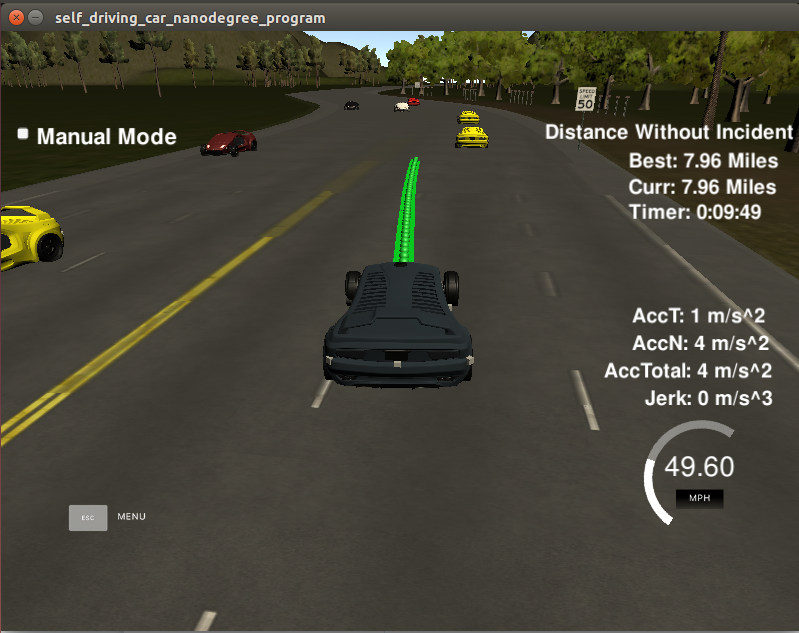 self_driving_car_nanodegree_program
SPEED
LIMIT
50
Manual Mode
Distance Without Incident
Best: 7.96 Miles
Curr: 7.96 Miles
Timer: 0:09:49
AccT: 1 m/s^2
AccN: 4 m/s^2
AccTotal: 4 m/s^2
Jerk: 0 m/s^3
49.60
MPH
ESC
MENU